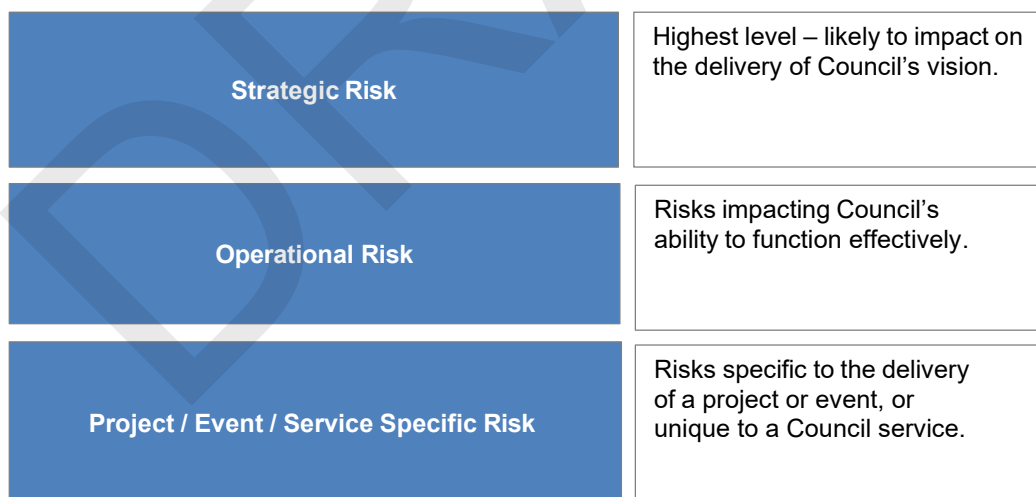 Strategic Risk
Highest level – likely to impact on
the delivery of Council’s vision.
Operational Risk
Risks impacting Council’s
ability to function effectively.
Project / Event / Service Specific Risk
Risks specific to the delivery
of a project or event, or
unique to a Council service.